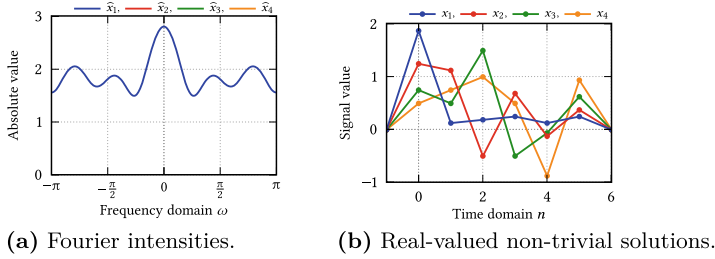 x̂₁, x̂₂, x̂₃, x̂₄
3
2
1
0
Absolute value
−π −π/2 0 π/2 π
Frequency domain ω
(a) Fourier intensities.
x₁, x₂, x₃, x₄
2
1
0
−1
Signal value
0 2 4 6
Time domain n
(b) Real-valued non-trivial solutions.